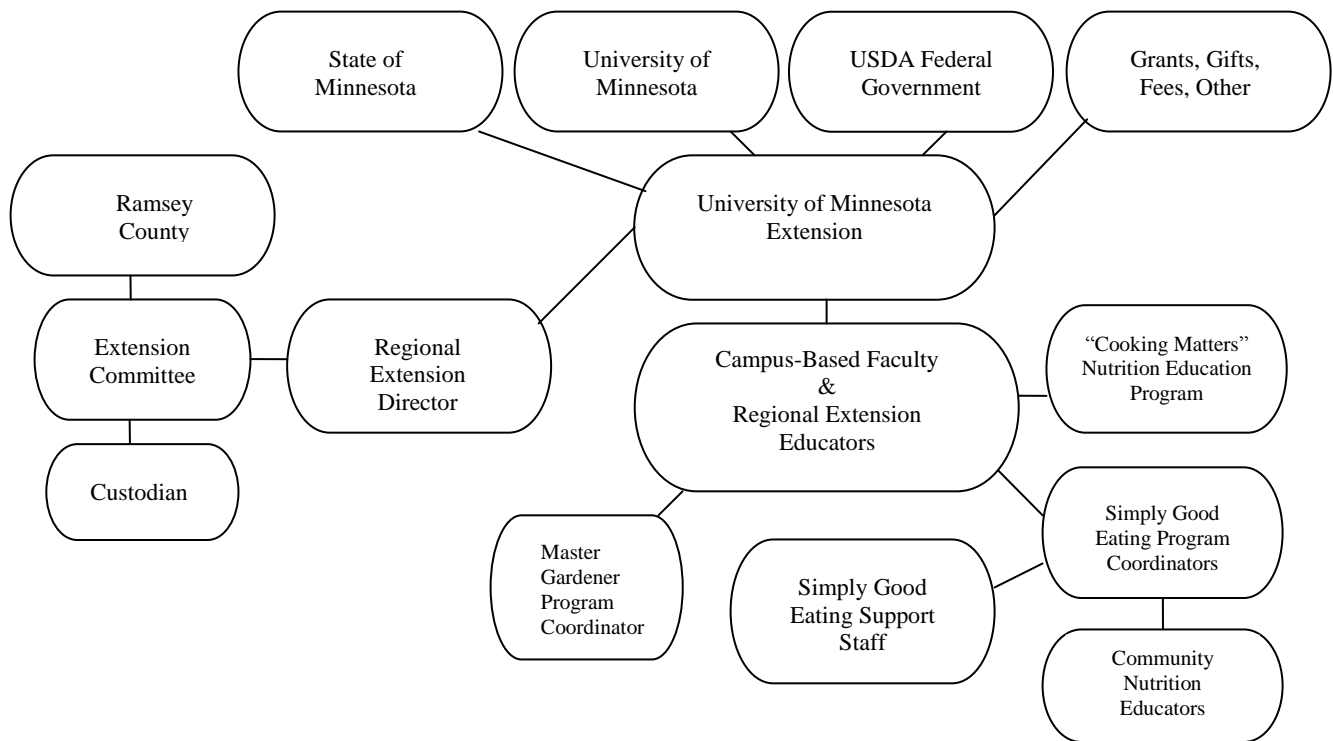 State of
Minnesota
University of
Minnesota
USDA Federal
Government
Grants, Gifts,
Fees, Other
Ramsey
County
University of Minnesota
Extension
Extension
Committee
Regional
Extension
Director
Campus-Based Faculty
&
Regional Extension
Educators
“Cooking Matters”
Nutrition Education
Program
Custodian
Master
Gardener
Program
Coordinator
Simply Good
Eating Support
Staff
Simply Good
Eating Program
Coordinators
Community
Nutrition
Educators